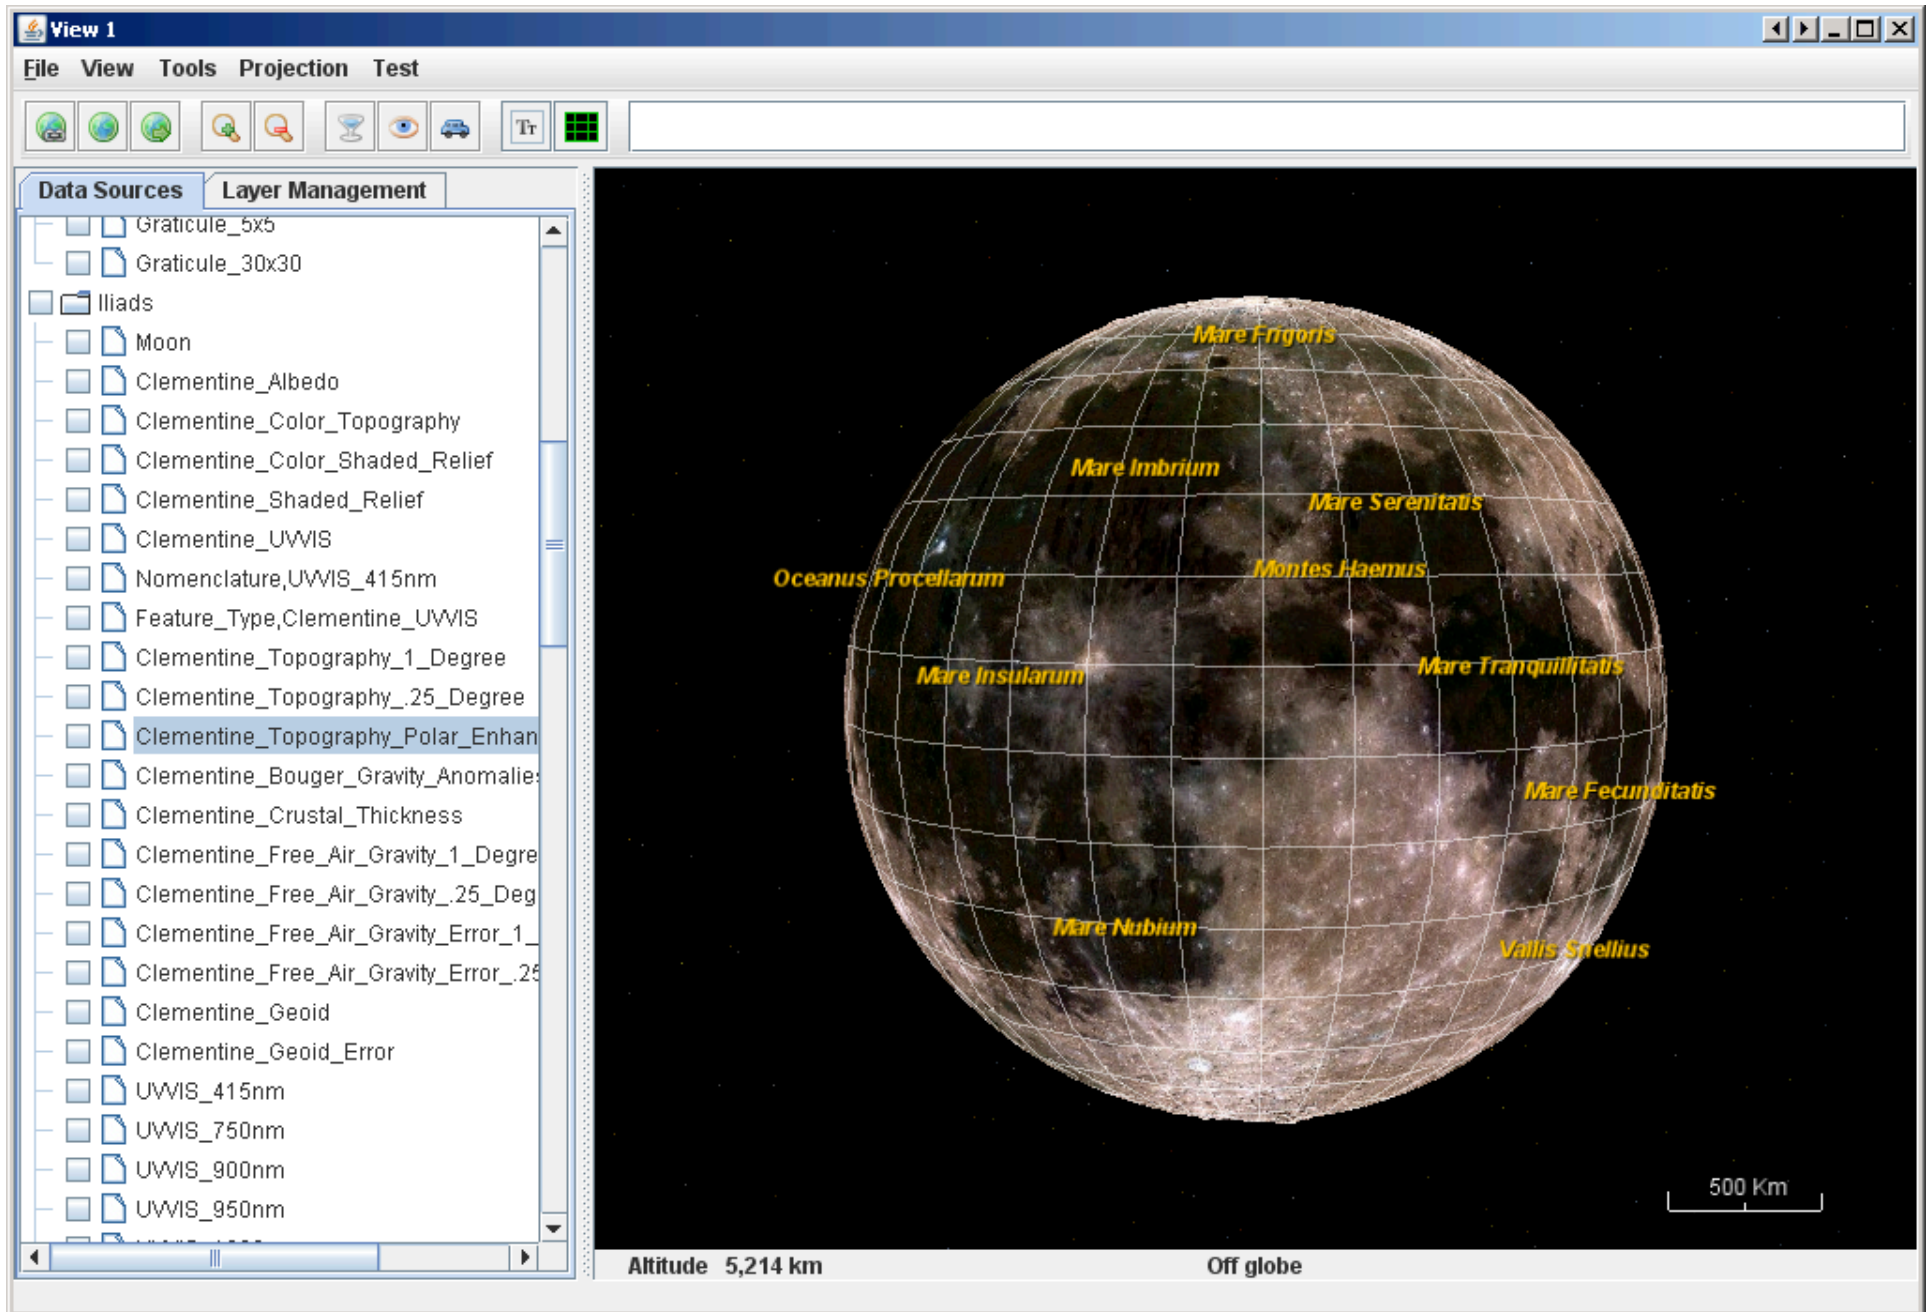 View 1
File View Tools Projection Test
Tт
Data Sources Layer Management
Graticule_5x5
Graticule_30x30
Iliads
Moon
Clementine_Albedo
Clementine_Color_Topography
Clementine_Color_Shaded_Relief
Clementine_Shaded_Relief
Clementine_UVVIS
Nomenclature,UVVIS_415nm
Feature_Type,Clementine_UVVIS
Clementine_Topography_1_Degree
Clementine_Topography_.25_Degree
Clementine_Topography_Polar_Enhan
Clementine_Bouger_Gravity_Anomalies
Clementine_Crustal_Thickness
Clementine_Free_Air_Gravity_1_Degre
Clementine_Free_Air_Gravity_.25_Deg
Clementine_Free_Air_Gravity_Error_1_
Clementine_Free_Air_Gravity_Error_.25
Clementine_Geoid
Clementine_Geoid_Error
UVVIS_415nm
UVVIS_750nm
UVVIS_900nm
UVVIS_950nm
Mare Frigoris
Mare Imbrium
Mare Serenitatis
Montes Haemus
Oceanus Procellarum
Mare Tranquillitatis
Mare Insularum
Mare Fecunditatis
Mare Nubium
Vallis Snellius
500 Km
Altitude 5,214 km Off globe